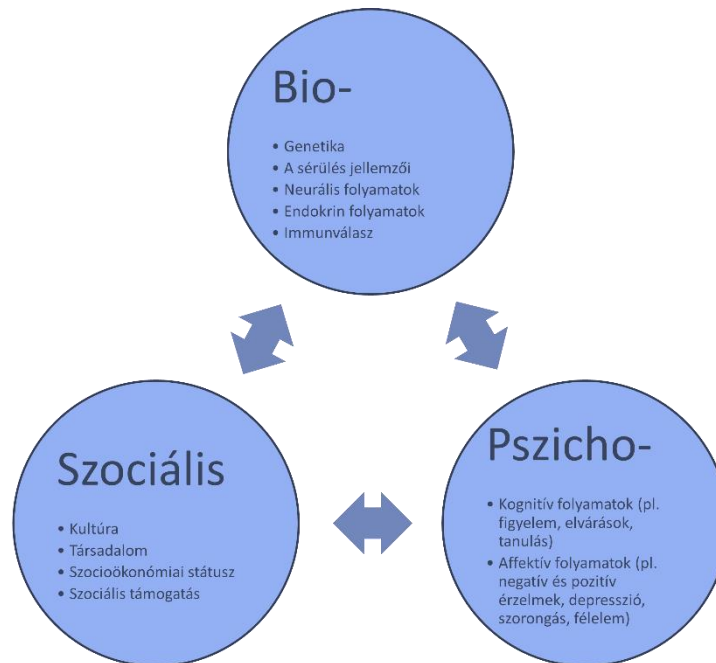 Bio-
• Genetika
• A sérülés jellemzői
• Neurális folyamatok
• Endokrin folyamatok
• Immunválasz
Szociális
• Kultúra
• Társadalom
• Szocioökonómiai státusz
• Szociális támogatás
Pszicho-
• Kognitív folyamatok (pl.
figyelem, elvárások,
tanulás)
• Affektív folyamatok (pl.
negatív és pozitív
érzelmek, depresszió,
szorongás, félelem)